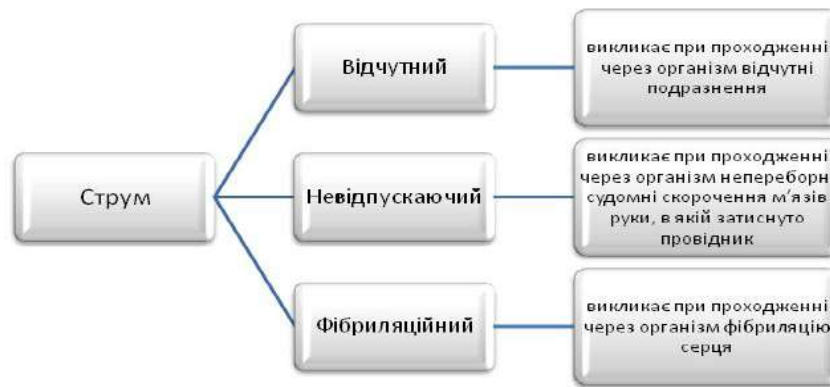 Струм
Відчутний
викликає при проходженні
через організм відчутні
подразнення
Невідпускаючий
викликає при проходженні
через організм непереборн
судомні скорочення м’язів
руки, в якій затиснуто
провідник
Фібриляційний
викликає при проходженні
через організм фібриляцію
серця